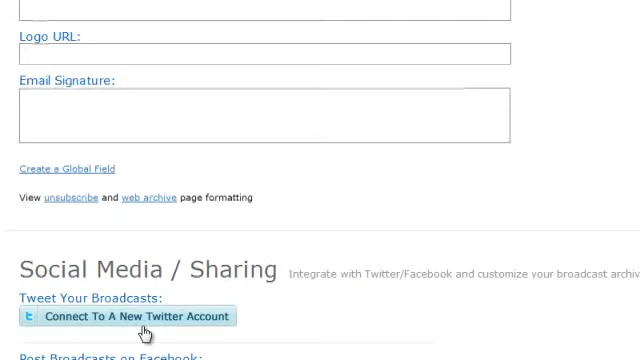 Logo URL:
Email Signature:
Create a Global Field
View unsubscribe and web archive page formatting
Social Media / Sharing Integrate with Twitter/Facebook and customize your broadcast archiv
Tweet Your Broadcasts:
t Connect To A New Twitter Account
Post Broadcasts on Facebook: